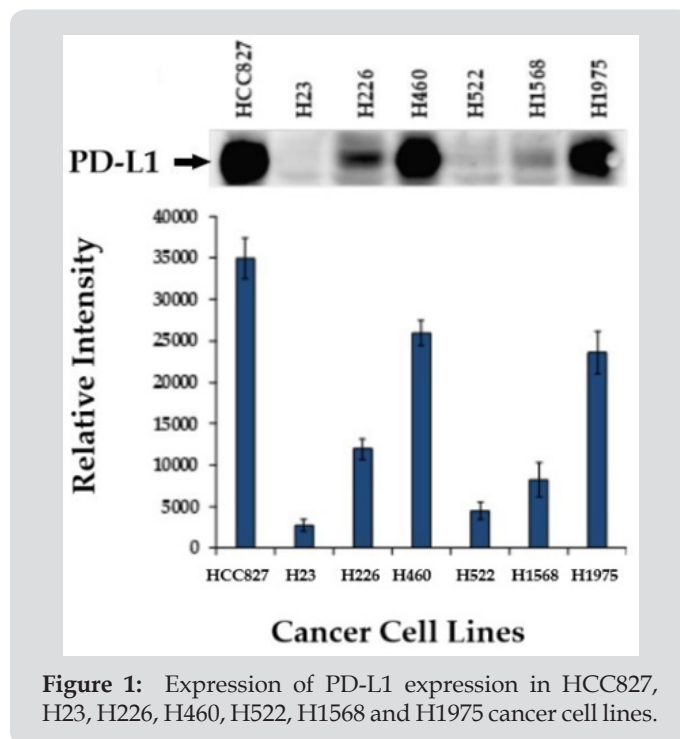 HCC827
H23
H226
H460
H522
H1568
H1975
PD-L1
Relative Intensity
40000
35000
30000
25000
20000
15000
10000
5000
0
HCC827 H23 H226 H460 H522 H1568 H1975
Cancer Cell Lines
Figure 1: Expression of PD-L1 expression in HCC827,
H23, H226, H460, H522, H1568 and H1975 cancer cell lines.